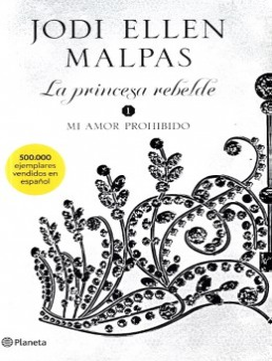 JODI ELLEN
MALPAS
La princesa rebelde
1
MI AMOR PROHIBIDO
500.000
ejemplares
vendidos en
español
Planeta